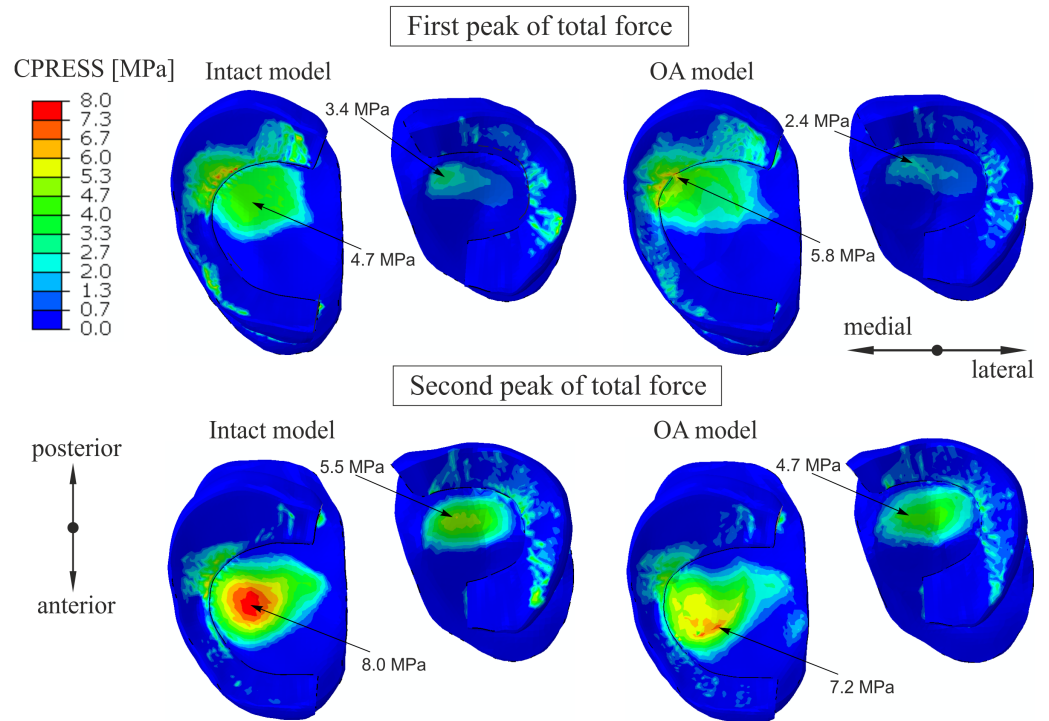 First peak of total force
CPRESS [MPa]
Intact model
OA model
8.0
7.3
6.7
6.0
5.3
4.7
4.0
3.3
2.7
2.0
1.3
0.7
0.0
3.4 MPa
4.7 MPa
2.4 MPa
5.8 MPa
medial
lateral
Second peak of total force
Intact model
OA model
posterior
anterior
5.5 MPa
8.0 MPa
4.7 MPa
7.2 MPa